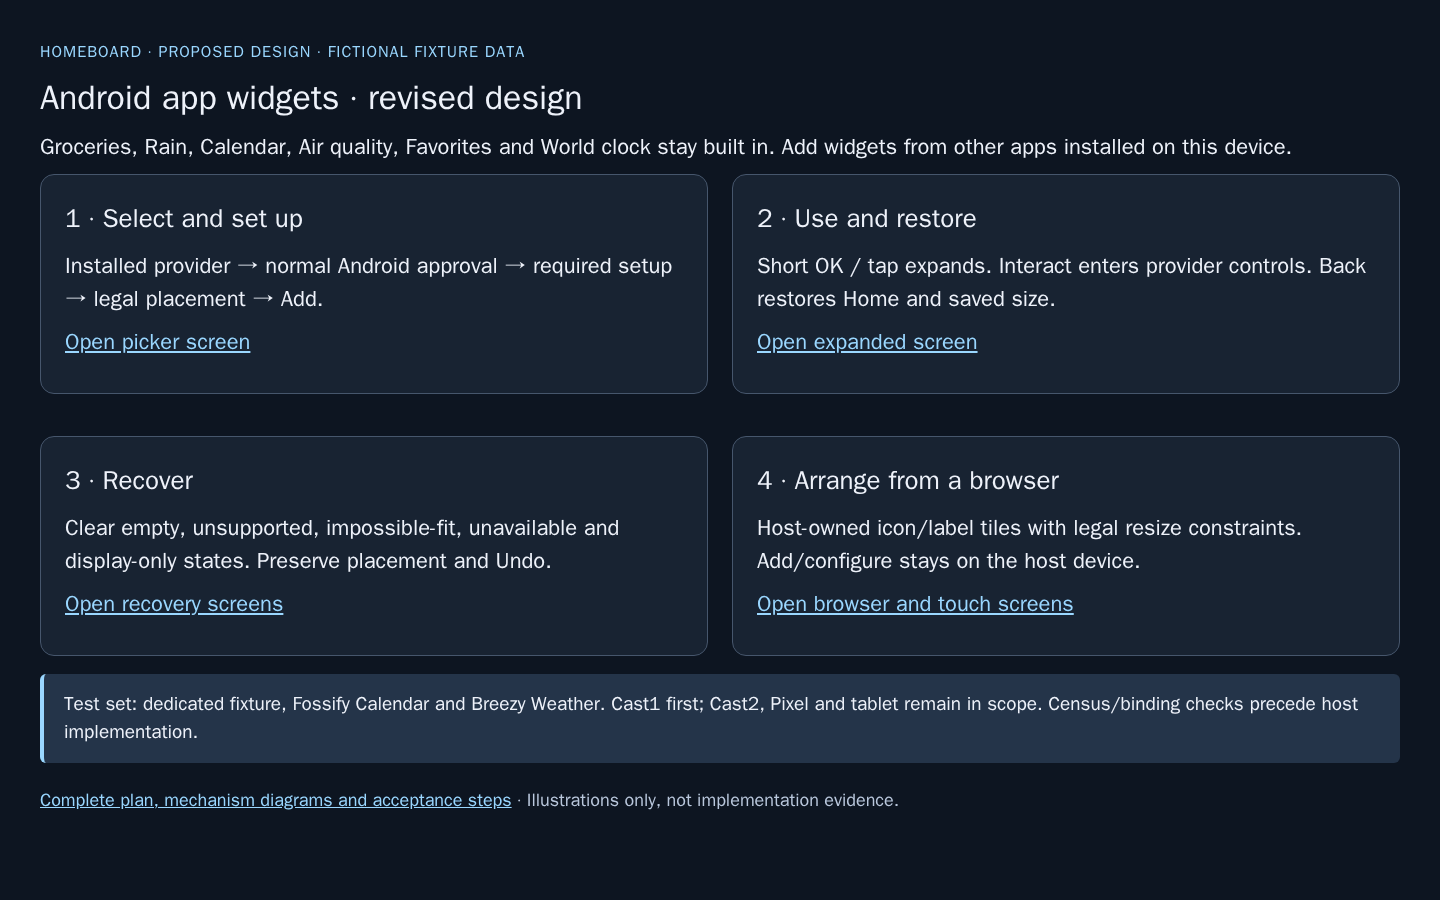 HOMEBOARD · PROPOSED DESIGN · FICTIONAL FIXTURE DATA
Android app widgets · revised design
Groceries, Rain, Calendar, Air quality, Favorites and World clock stay built in. Add widgets from other apps installed on this device.
1 · Select and set up
Installed provider → normal Android approval → required setup
→ legal placement → Add.
Open picker screen
2 · Use and restore
Short OK / tap expands. Interact enters provider controls. Back
restores Home and saved size.
Open expanded screen
3 · Recover
Clear empty, unsupported, impossible-fit, unavailable and
display-only states. Preserve placement and Undo.
Open recovery screens
4 · Arrange from a browser
Host-owned icon/label tiles with legal resize constraints.
Add/configure stays on the host device.
Open browser and touch screens
Test set: dedicated fixture, Fossify Calendar and Breezy Weather. Cast1 first; Cast2, Pixel and tablet remain in scope. Census/binding checks precede host
implementation.
Complete plan, mechanism diagrams and acceptance steps · Illustrations only, not implementation evidence.